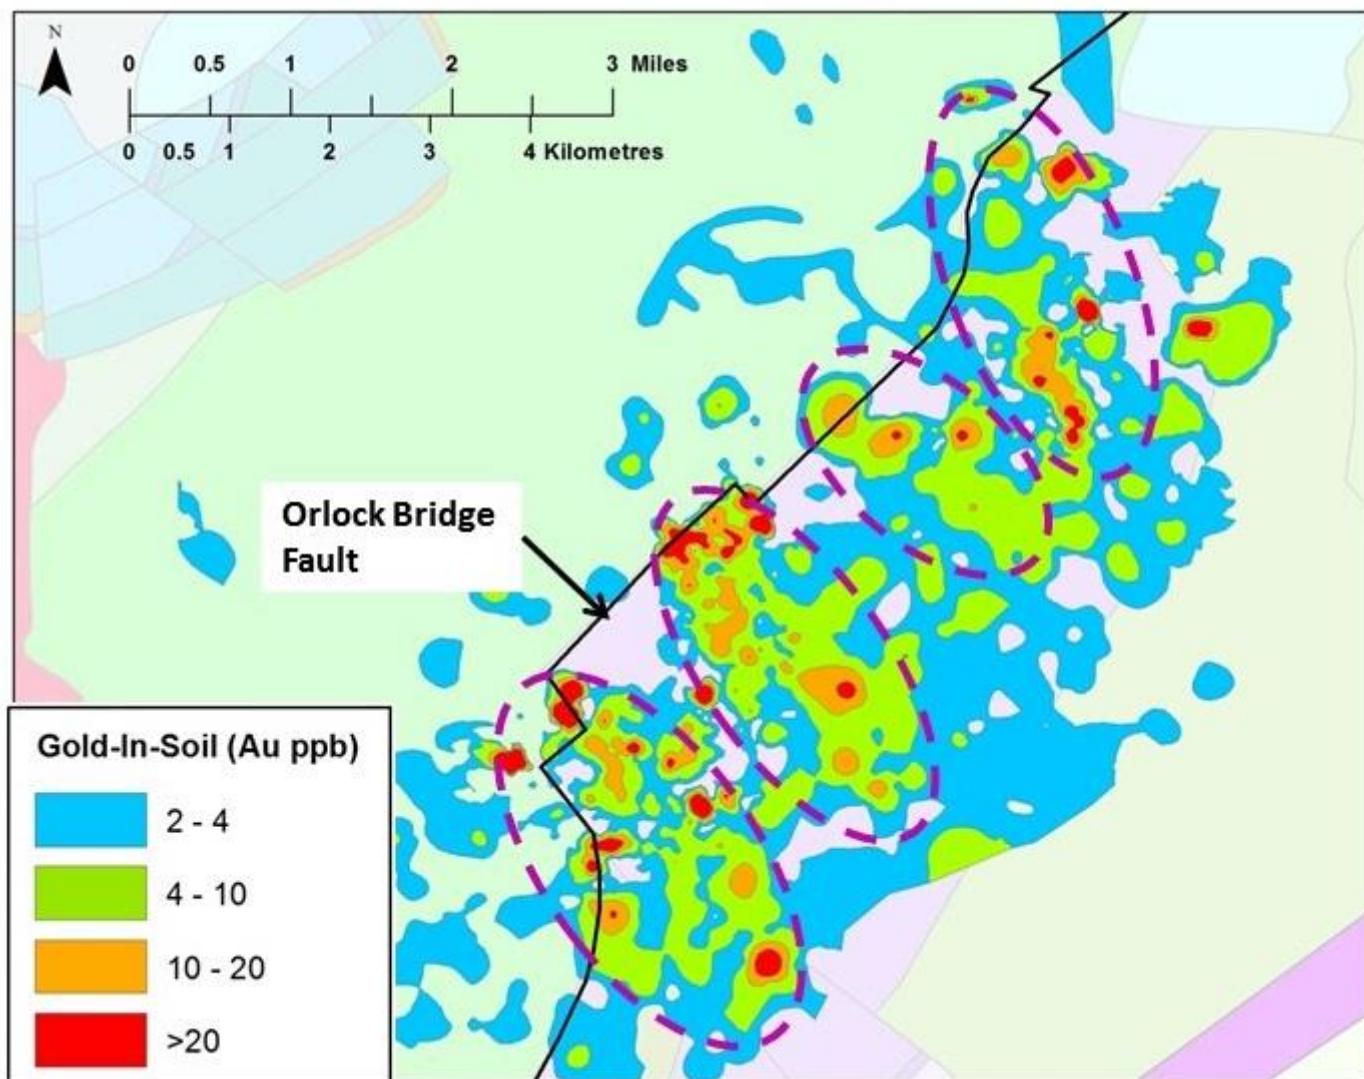 N
0 0.5 1 2 3 Miles
0 0.5 1 2 3 4 Kilometres
Orlock Bridge
Fault
Gold-In-Soil (Au ppb)
2 - 4
4 - 10
10 - 20
>20